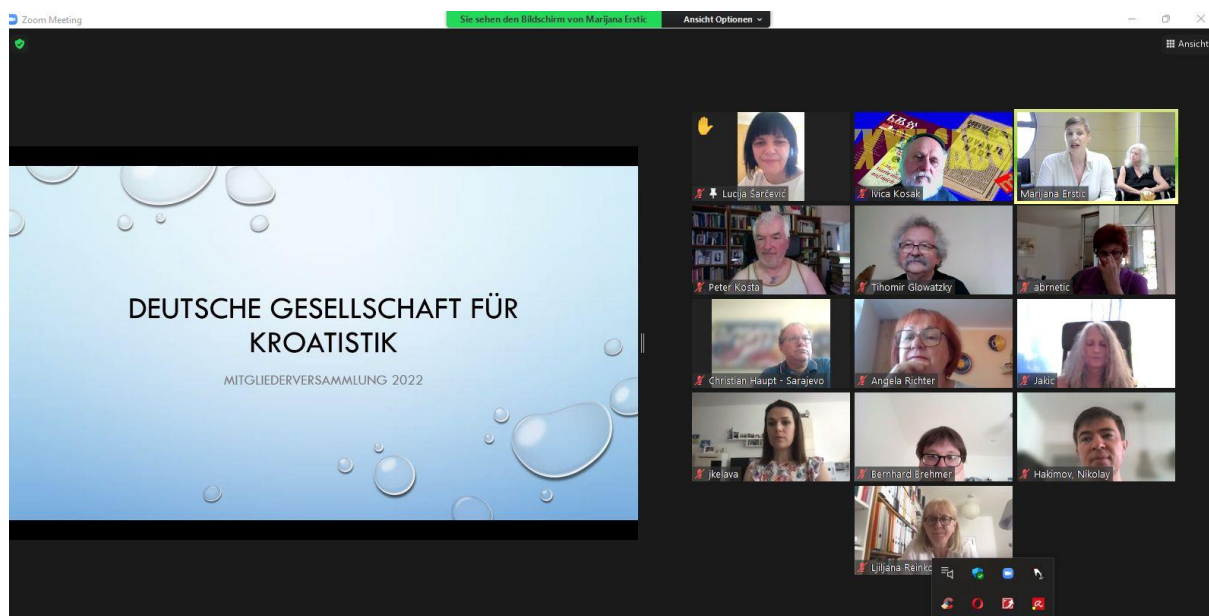 Zoom Meeting
Sie sehen den Bildschirm von Marijana Erstic
Ansicht Optionen
Ansicht
DEUTSCHE GESELLSCHAFT FÜR
KROATISTIK
MITGLIEDERVERSAMMLUNG 2022
Lucija Šarčević
Ivica Kosak
Marijana Erstic
Peter Kosta
Tihomir Glowatzky
abrnetic
Christian Haupt - Sarajevo
Angela Richter
Jakic
jkelava
Bernhard Brehmer
Hakimov, Nikolay
Ljiljana